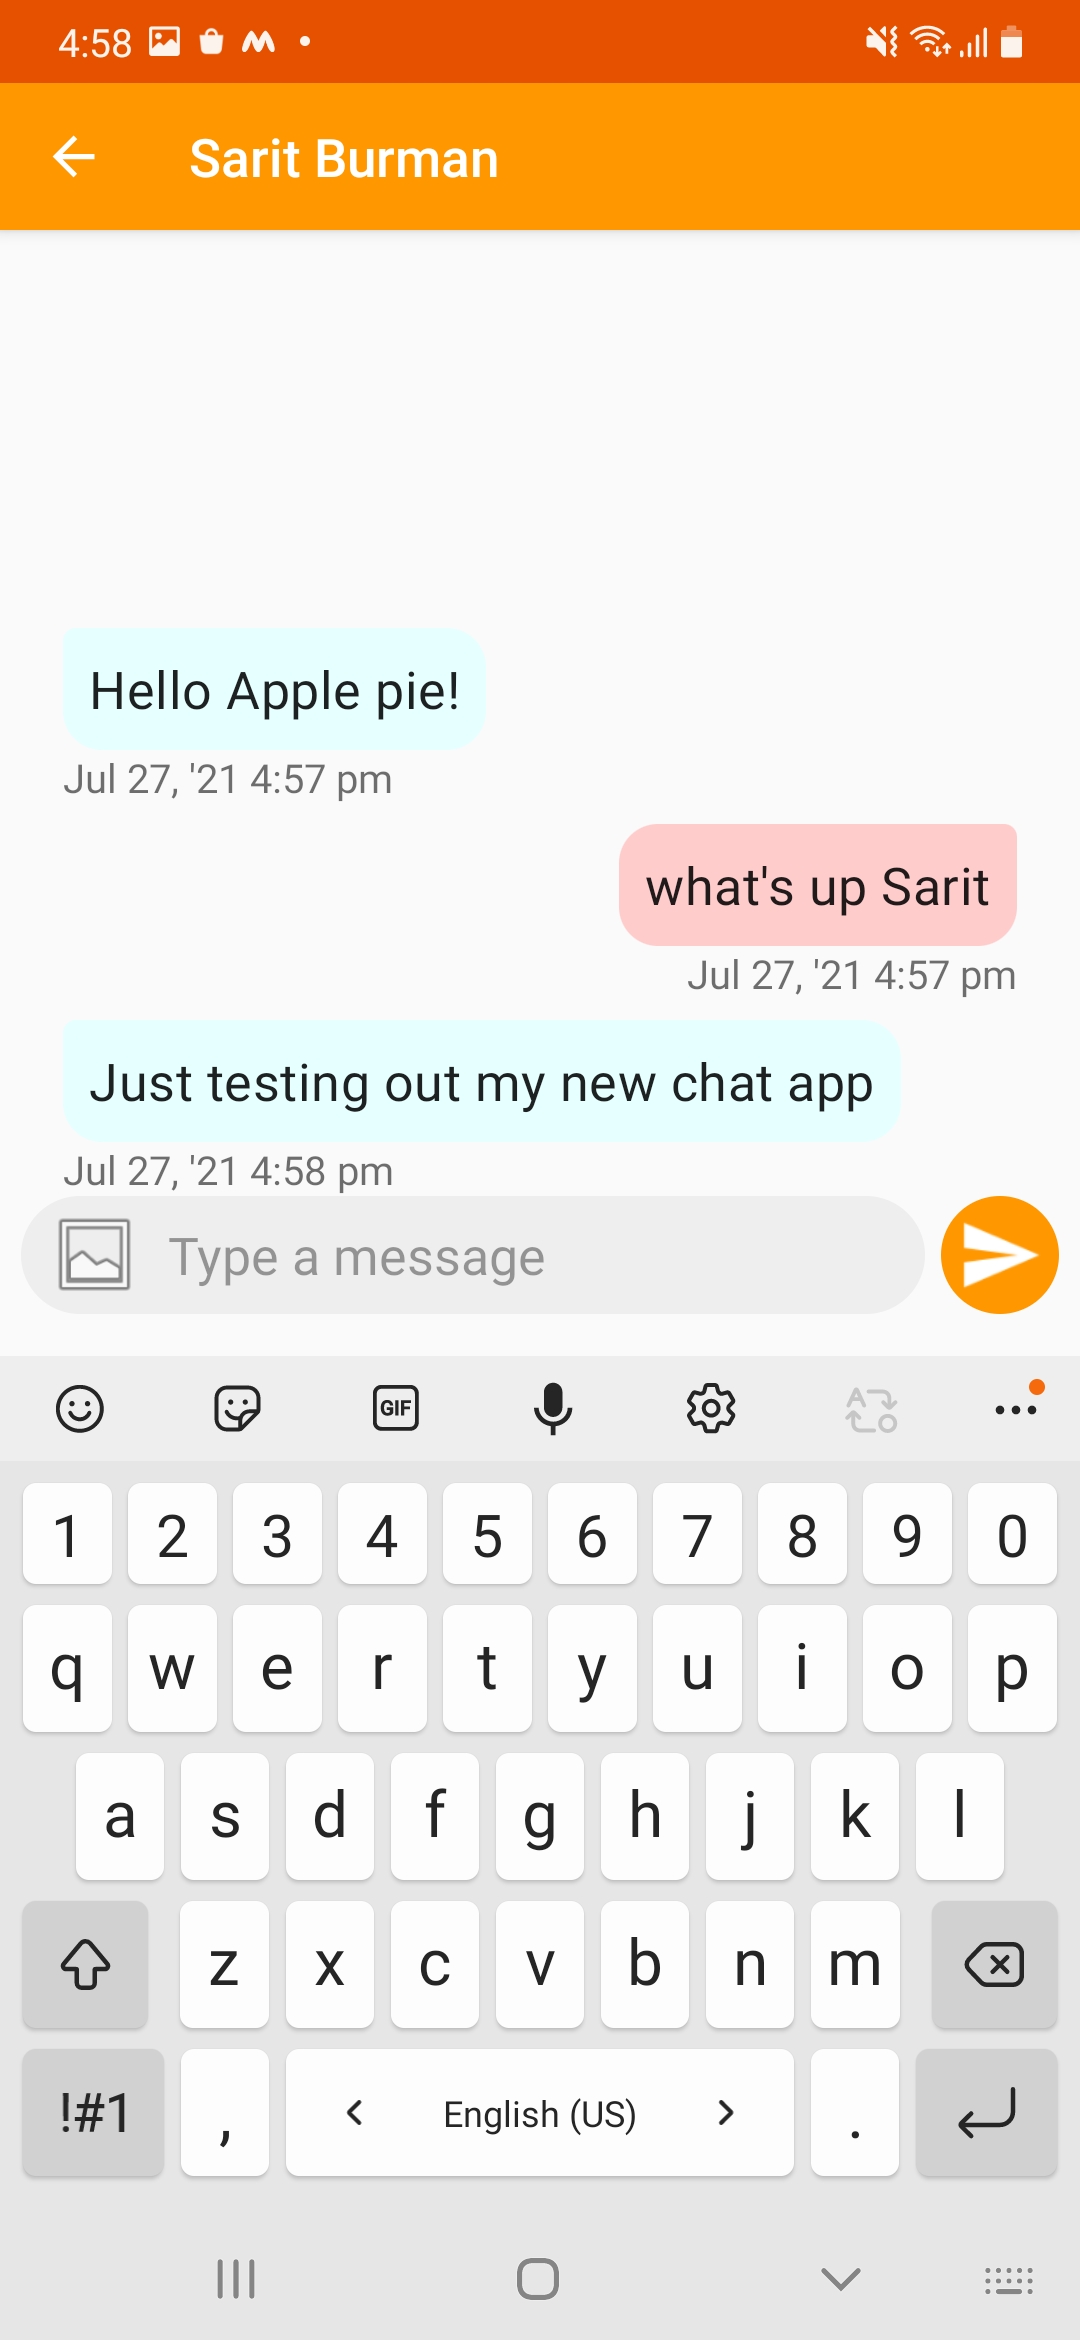 4:58
Sarit Burman
Hello Apple pie!
Jul 27, '21 4:57 pm
what's up Sarit
Jul 27, '21 4:57 pm
Just testing out my new chat app
Jul 27, '21 4:58 pm
Type a message
GIF
1 2 3 4 5 6 7 8 9 0
q w e r t y u i o p
a s d f g h j k l
z x c v b n m
!#1 , < English (US) > .